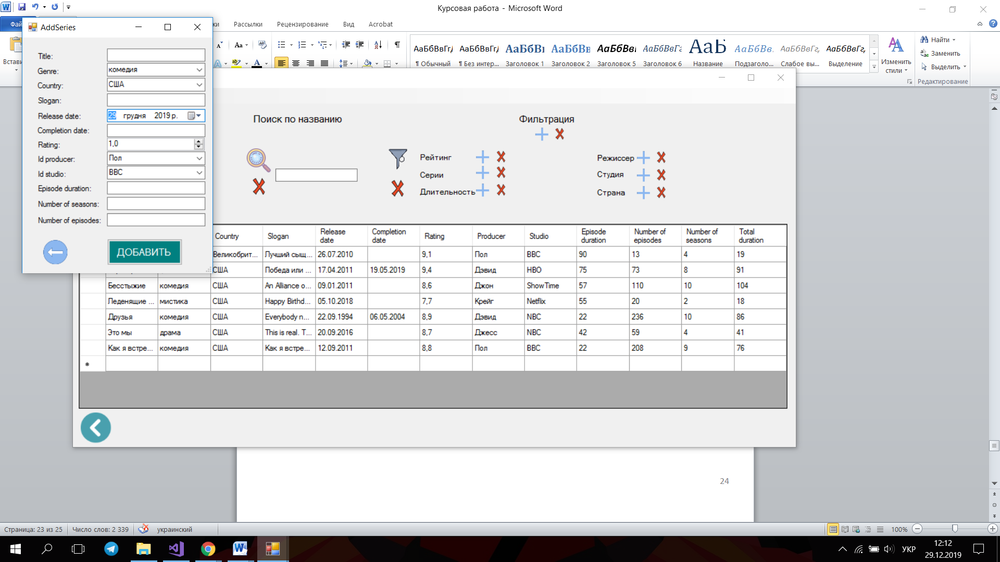 Курсовая работа - Microsoft Word
Фай
ки
Рассылки
Рецензирование
Вид
Acrobat
AddSeries
Title:
Genre: комедия
Country: США
Slogan:
Release date: 29 грудня 2019 р.
Completion date:
Rating: 1,0
Id producer: Пол
Id studio: BBC
Episode duration:
Number of seasons:
Number of episodes:
ДОБАВИТЬ
Встави
АаБбВвГгД АаБбВвГгД АаБбВı АаБбВв АаБбВвı АаБбВвГг АаБ АаБбВв. АаБбВвГг, АаБбВвГг,
¶ Обычный ¶ Без интер... Заголовок 1 Заголовок 2 Заголовок 5 Заголовок 6 Название Подзаголо... Слабое вы... Выделение
Изменить стили
Найти
Заменить
Выделить
Редактирование
Поиск по названию
Фильтрация
Рейтинг
Серии
Длительность
Режиссер
Студия
Страна
Country Slogan Release date Completion date Rating Producer Studio Episode duration Number of episodes Number of seasons Total duration
Великобрит... Лучший сыщ... 26.07.2010 9,1 Пол BBC 90 13 4 19
США Победа или ... 17.04.2011 19.05.2019 9,4 Дэвид HBO 75 73 8 91
Бесстыжие комедия США An Alliance o... 09.01.2011 8,6 Джон ShowTime 57 110 10 104
Леденящие ... мистика США Happy Birthd... 05.10.2018 7,7 Крейг Netflix 55 20 2 18
Друзья комедия США Everybody n... 22.09.1994 06.05.2004 8,9 Дэвид NBC 22 236 10 86
Это мы драма США This is real. T... 20.09.2016 8,7 Джесс NBC 42 59 4 41
Как я встре... комедия США Как я встре... 12.09.2011 8,8 Пол BBC 22 208 9 76
24
Страница: 23 из 25
Число слов: 2 339
украинский
100%
УКР
12:12
29.12.2019